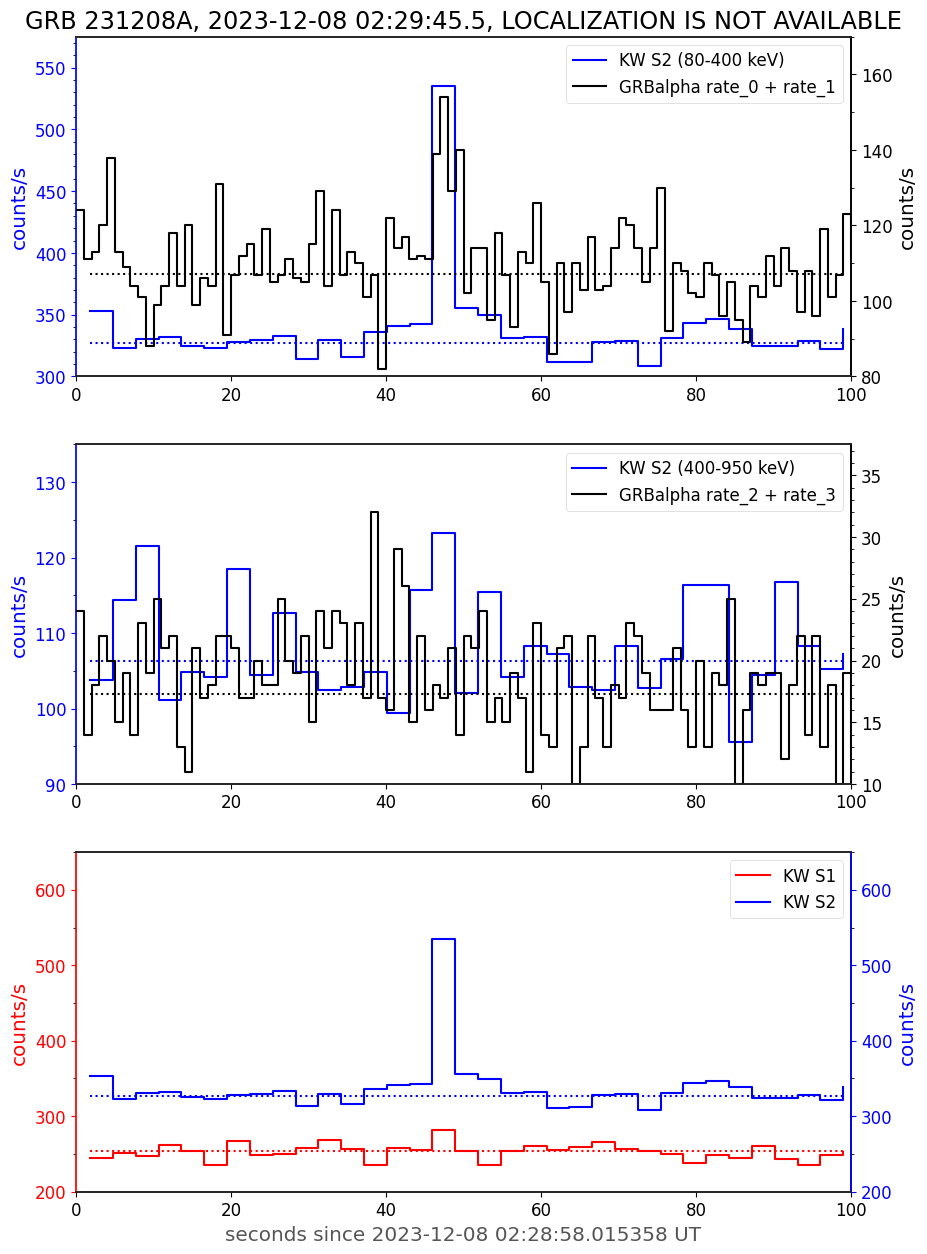 GRB 231208A, 2023-12-08 02:29:45.5, LOCALIZATION IS NOT AVAILABLE
KW S2 (80-400 keV)
GRBalpha rate_0 + rate_1
counts/s
counts/s
550
500
450
400
350
300
160
140
120
100
80
0 20 40 60 80 100
KW S2 (400-950 keV)
GRBalpha rate_2 + rate_3
counts/s
counts/s
130
120
110
100
90
35
30
25
20
15
10
0 20 40 60 80 100
KW S1
KW S2
counts/s
counts/s
600
500
400
300
200
600
500
400
300
200
0 20 40 60 80 100
seconds since 2023-12-08 02:28:58.015358 UT